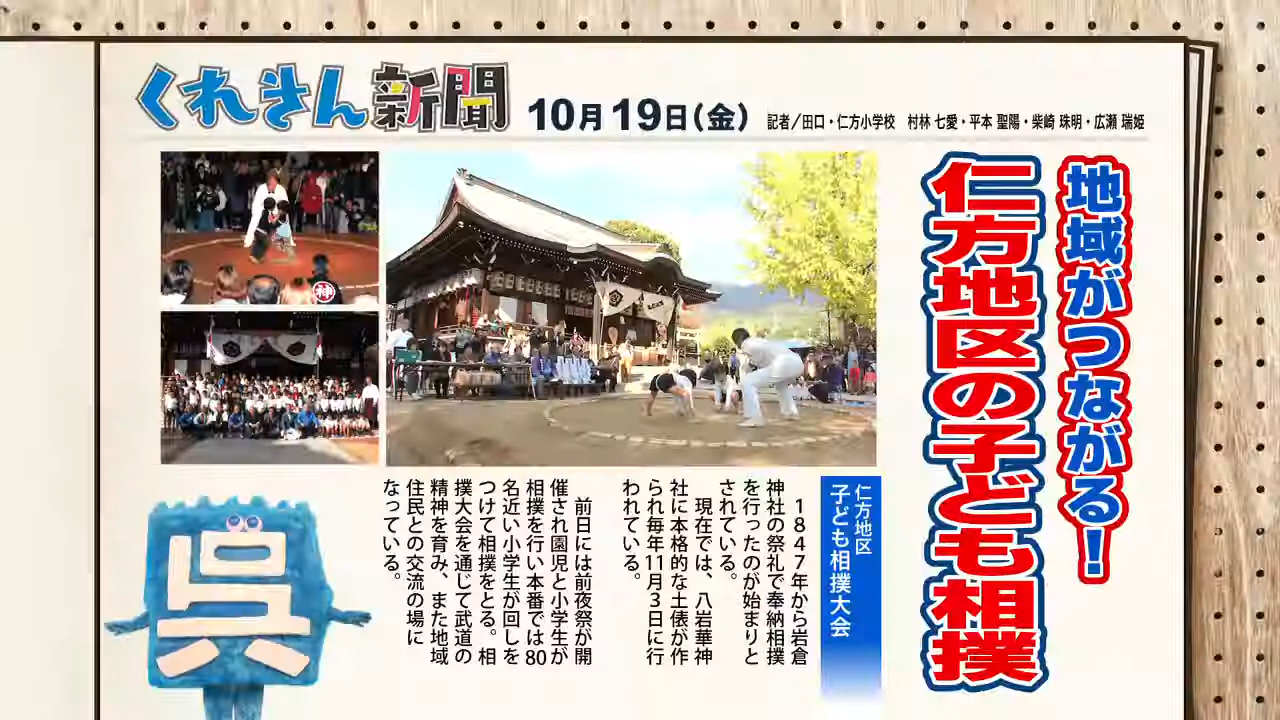 くれきん新聞
10月19日(金)
記者/田口・仁方小学校 村林 七愛・平本 聖陽・柴崎 珠明・広瀬 瑞姫
地域がつながる!
仁方地区の子ども相撲
仁方地区
子ども相撲大会
1847年から岩倉
神社の祭礼で奉納相撲
を行ったのが始まりと
されている。
現在では、八岩華神
社に本格的な土俵が作
られ毎年11月3日に行
われている。
前日には前夜祭が開
催され園児と小学生が
相撲を行い本番では80
名近い小学生が回しを
つけて相撲をとる。相
撲大会を通じて武道の
精神を育み、また地域
住民との交流の場に
なっている。
神
呉